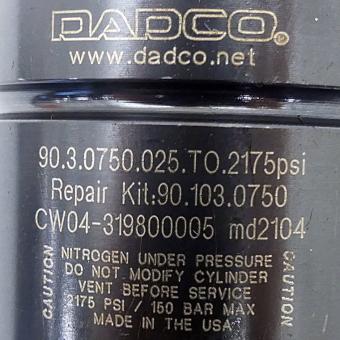 DADCO®
www.dadco.net
90.3.0750.025.TO.2175psi
Repair Kit:90.103.0750
CW04-319800005 md2104
CAUTION
NITROGEN UNDER PRESSURE
DO NOT MODIFY CYLINDER
VENT BEFORE SERVICE
2175 PSI / 150 BAR MAX
MADE IN THE USA
CAUTION